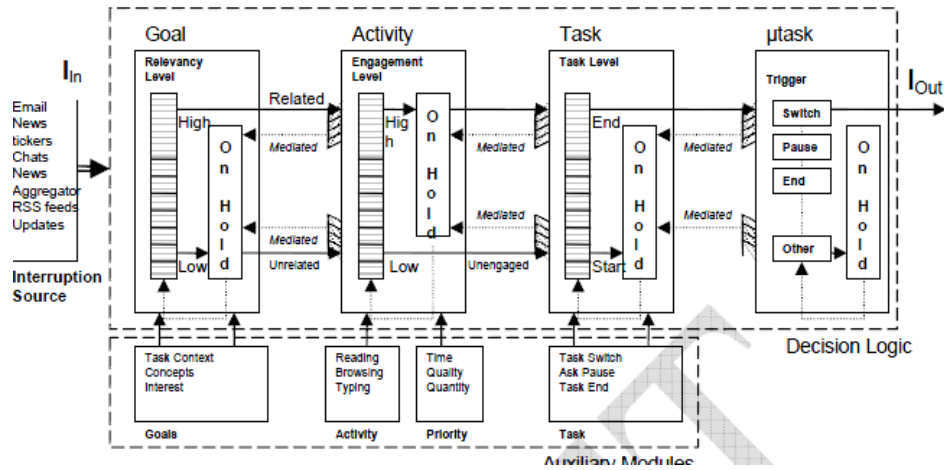 Goal
Activity
Task
µtask
I In
Relevancy
Level
Engagement
Level
Task Level
Trigger
I Out
Email
News
tickers
Chats
News
Aggregator
RSS feeds
Updates
Interruption
Source
Related
High
Hig
h
End
Switch
Pause
End
Other
On Hold
On Hold
On Hold
On Hold
Mediated
Mediated
Mediated
Mediated
Mediated
Mediated
Low
Unrelated
Low
Unengaged
Start
Decision Logic
Task Context
Concepts
Interest
Reading
Browsing
Typing
Time
Quality
Quantity
Task Switch
Ask Pause
Task End
Goals
Activity
Priority
Task
Auxiliary Modules